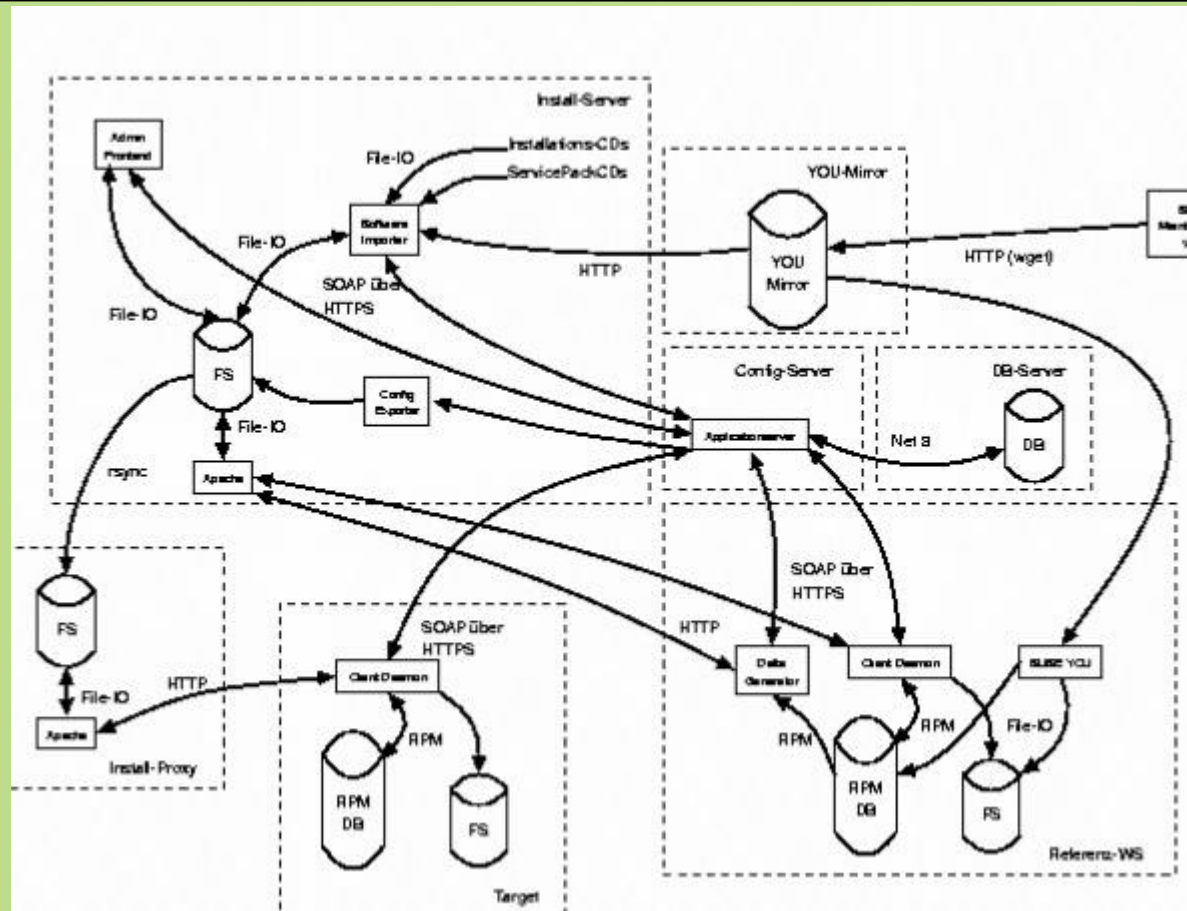 Install-Server
Admin
Frontend
File-IO
Installations-CDs
ServicePackCDs
Software
Importer
File-IO
SOAP über
HTTPS
HTTP
YOU-Mirror
YOU
Mirror
HTTP (wget)
File-IO
FS
Config
Exporter
File-IO
Apache
rsync
Config-Server
Applicationserver
DB-Server
Net 8
DB
FS
File-IO
Apache
HTTP
Install-Proxy
SOAP über
HTTPS
Client Daemon
RPM
RPM
DB
FS
Target
HTTP
SOAP über
HTTPS
Client Daemon
SUSE YOU
Generator
RPM
RPM
File-IO
RPM
DB
FS
Referenz-WS